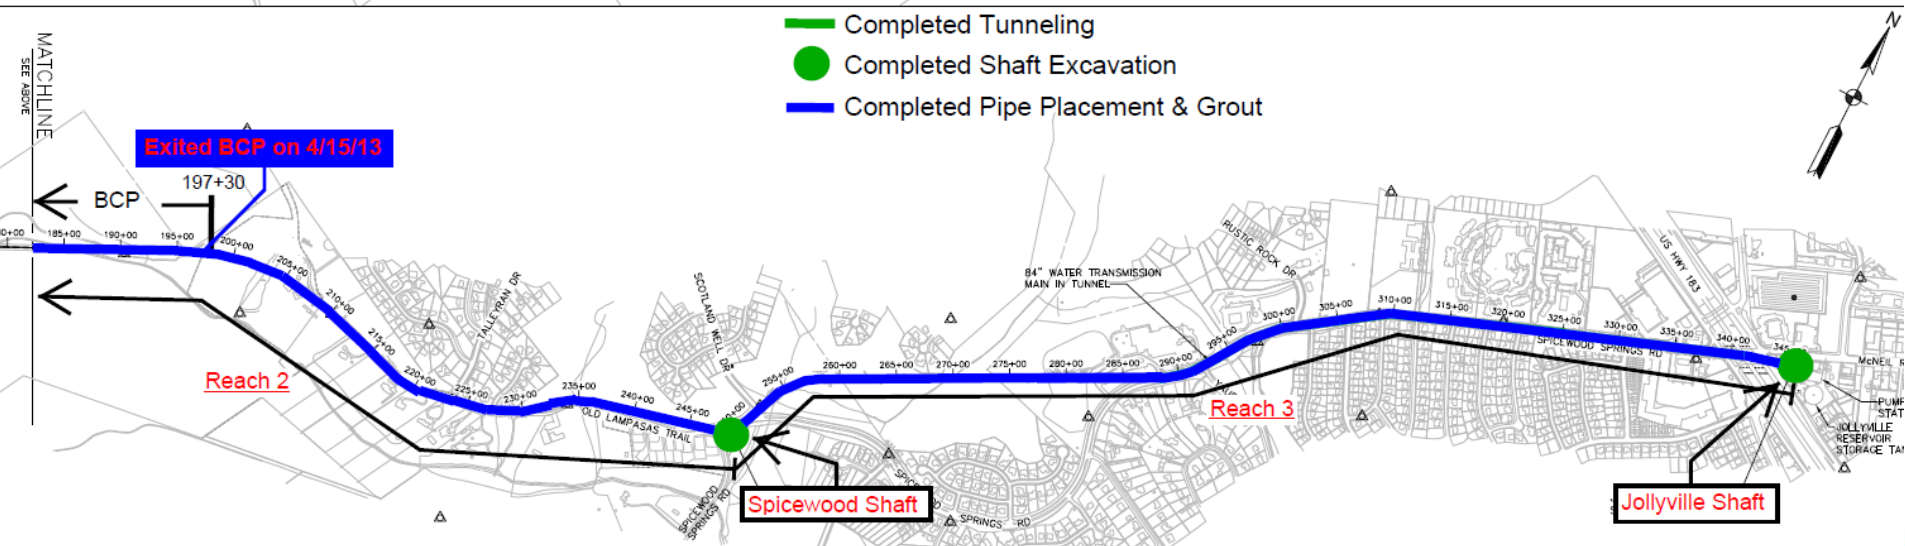 Completed Tunneling
Completed Shaft Excavation
Completed Pipe Placement & Grout
N
MATCHLINE
SEE ABOVE
Exited BCP on 4/15/13
197+30
BCP
185+00
190+00
195+00
200+00
205+00
210+00
215+00
220+00
225+00
230+00
235+00
240+00
245+00
255+00
260+00
265+00
270+00
275+00
280+00
285+00
290+00
295+00
300+00
305+00
310+00
315+00
320+00
325+00
330+00
335+00
340+00
TALLEYRAN DR
SCOTLAND WELL DR
OLD LAMPASAS TRAIL
84" WATER TRANSMISSION
MAIN IN TUNNEL
RUSTIC ROCK DR
US HWY 183
SPICEWOOD SPRINGS RD
McNEIL R
PUMP
STAT
JOLLYVILLE
RESERVOIR
STORAGE TAN
Reach 2
Reach 3
Spicewood Shaft
Jollyville Shaft
SPICEWOOD
SPRINGS RD
SPRINGS RD